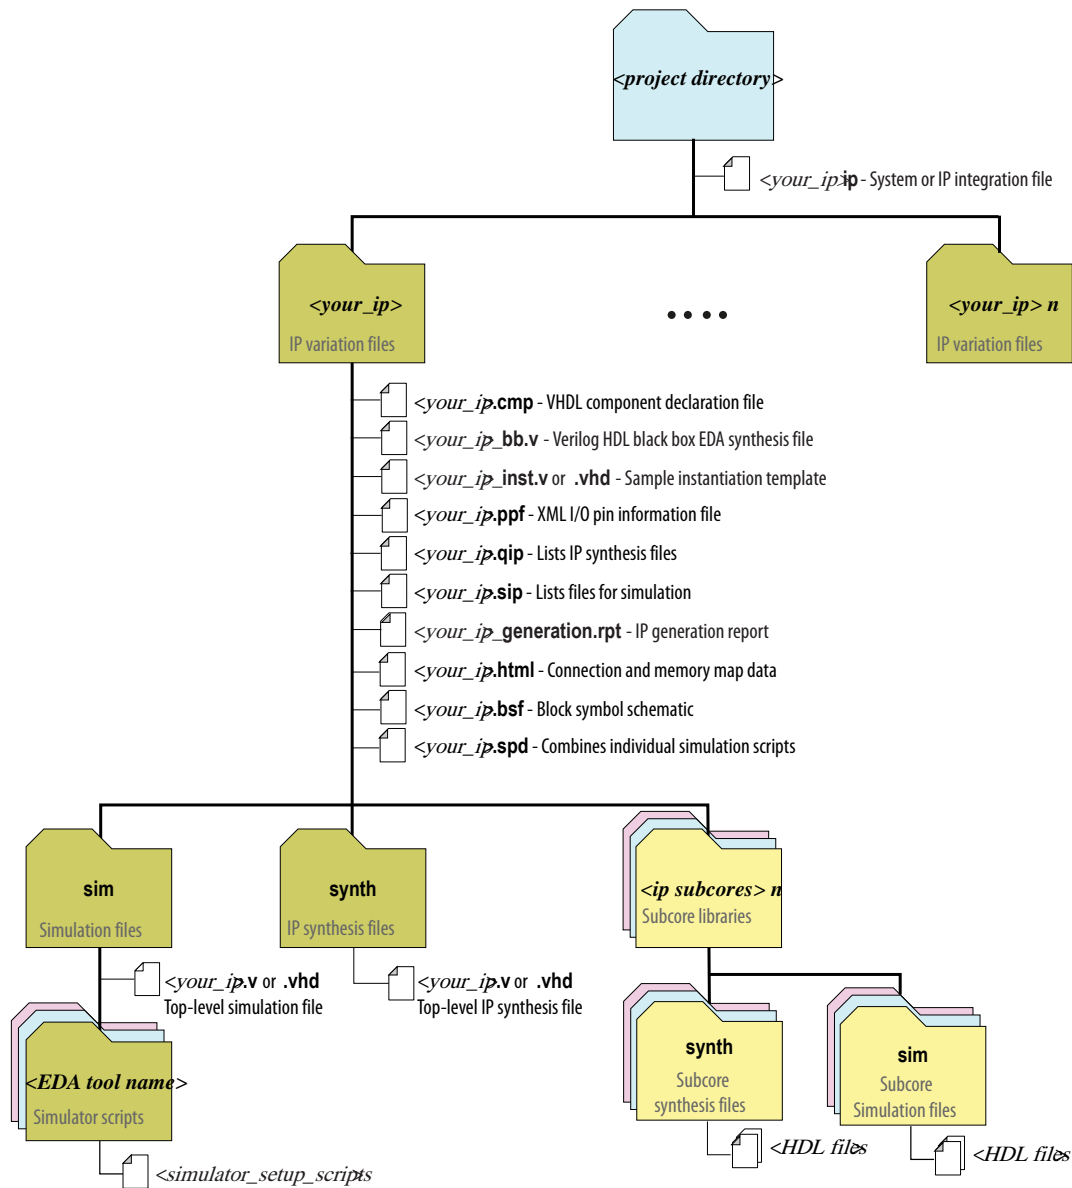 <project directory>
<your_ip>.ip - System or IP integration file
<your_ip>
IP variation files
....
<your_ip> n
IP variation files
<your_ip>.cmp - VHDL component declaration file
<your_ip>_bb.v - Verilog HDL black box EDA synthesis file
<your_ip>_inst.v or .vhd - Sample instantiation template
<your_ip>.ppf - XML I/O pin information file
<your_ip>.qip - Lists IP synthesis files
<your_ip>.sip - Lists files for simulation
<your_ip>_generation.rpt - IP generation report
<your_ip>.html - Connection and memory map data
<your_ip>.bsf - Block symbol schematic
<your_ip>.spd - Combines individual simulation scripts
sim
Simulation files
synth
IP synthesis files
<ip subcores> n
Subcore libraries
<your_ip>.v or .vhd
Top-level simulation file
<your_ip>.v or .vhd
Top-level IP synthesis file
<EDA tool name>
Simulator scripts
synth
Subcore
synthesis files
sim
Subcore
Simulation files
<HDL files>
<HDL files>
<simulator_setup_scripts>